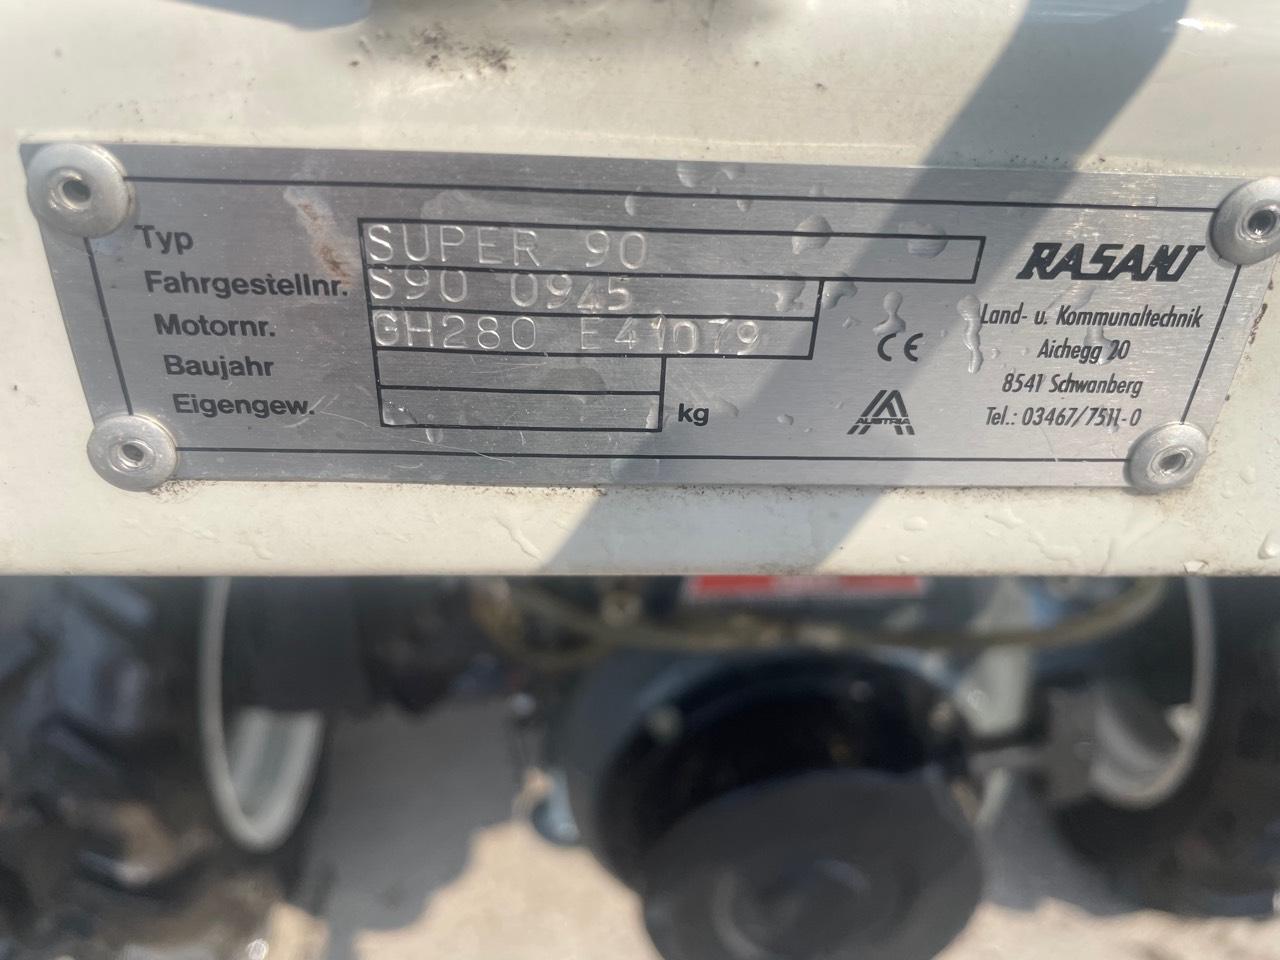 Typ SUPER 90
Fahrgestellnr. S90 0945
Motornr. GH280 E41079
Baujahr
Eigengew. kg
CE
AUSTRIA
RASANT
Land- u. Kommunaltechnik
Aichegg 20
8541 Schwanberg
Tel.: 03467/7511-0